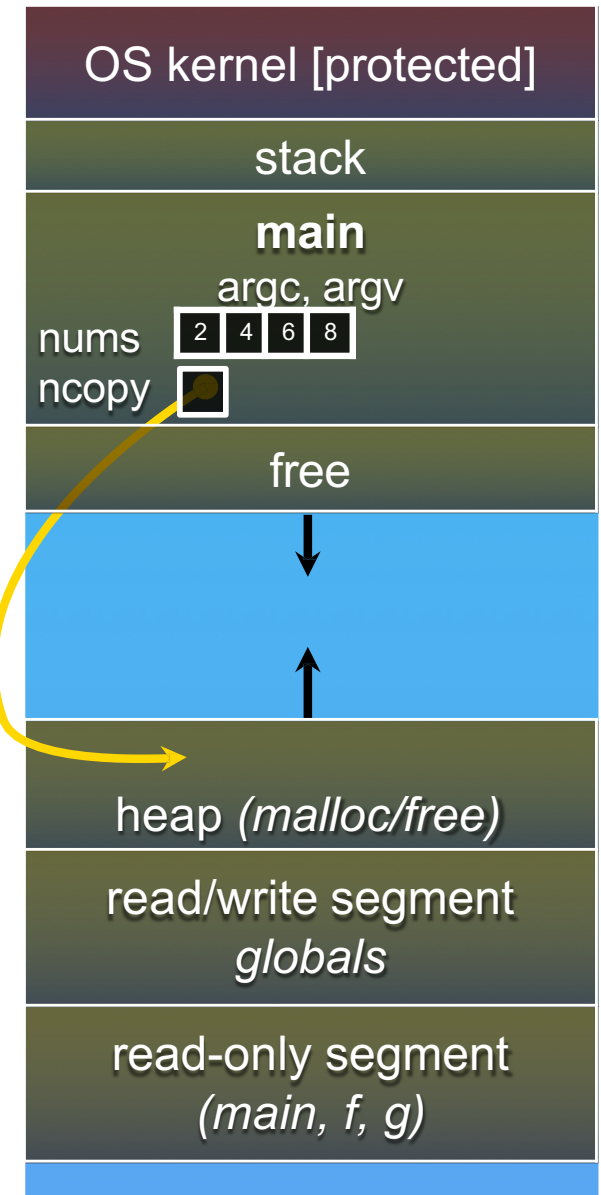 OS kernel [protected]
stack
main
argc, argv
nums 2 4 6 8
ncopy
free
heap (malloc/free)
read/write segment
globals
read-only segment
(main, f, g)